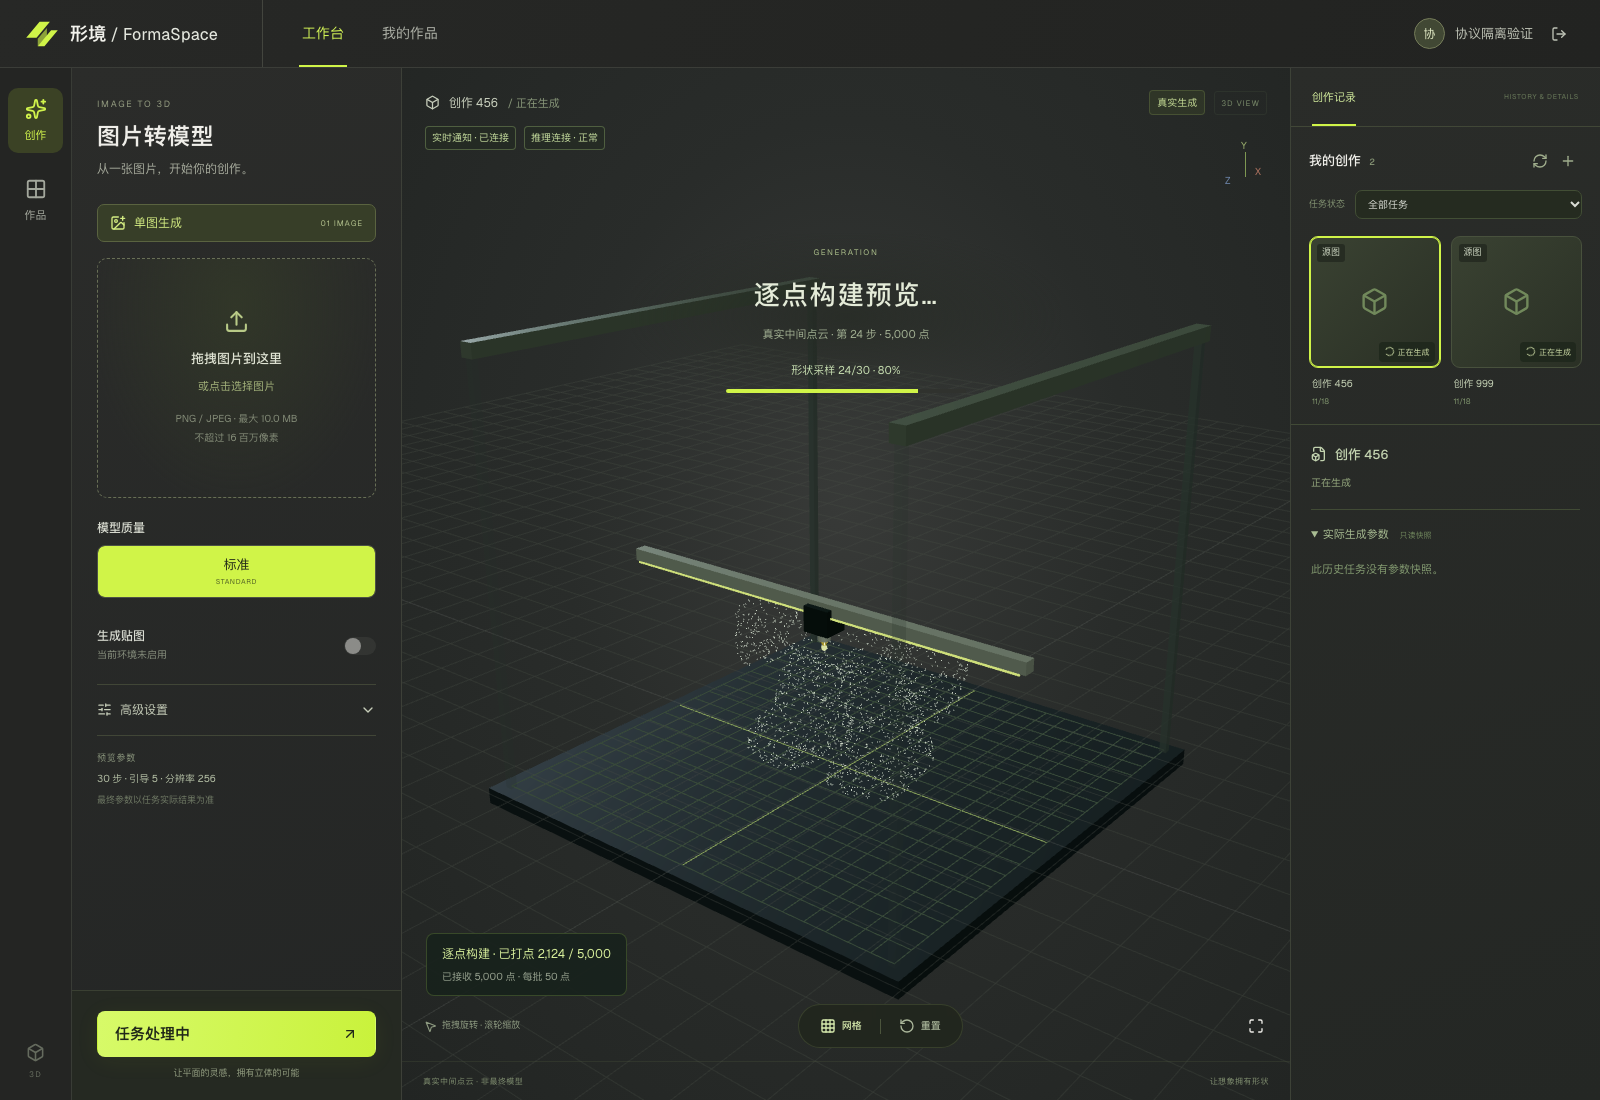 形境 / FormaSpace
工作台
我的作品
协
协议隔离验证
创作
作品
3D
IMAGE TO 3D
图片转模型
从一张图片，开始你的创作。
单图生成
01 IMAGE
拖拽图片到这里
或点击选择图片
PNG / JPEG · 最大 10.0 MB
不超过 16 百万像素
模型质量
标准
STANDARD
生成贴图
当前环境未启用
高级设置
预览参数
30 步 · 引导 5 · 分辨率 256
最终参数以任务实际结果为准
任务处理中
让平面的灵感，拥有立体的可能
创作 456 / 正在生成
真实生成
3D VIEW
实时通知 · 已连接
推理连接 · 正常
Y
X
Z
GENERATION
逐点构建预览...
真实中间点云 · 第 24 步 · 5,000 点
形状采样 24/30 · 80%
逐点构建 · 已打点 2,124 / 5,000
已接收 5,000 点 · 每批 50 点
拖拽旋转 · 滚轮缩放
网格
重置
真实中间点云 · 非最终模型
让想象拥有形状
创作记录
HISTORY & DETAILS
我的创作 2
任务状态
全部任务
源图
正在生成
创作 456
11/18
源图
正在生成
创作 999
11/18
创作 456
正在生成
▼ 实际生成参数 只读快照
此历史任务没有参数快照。